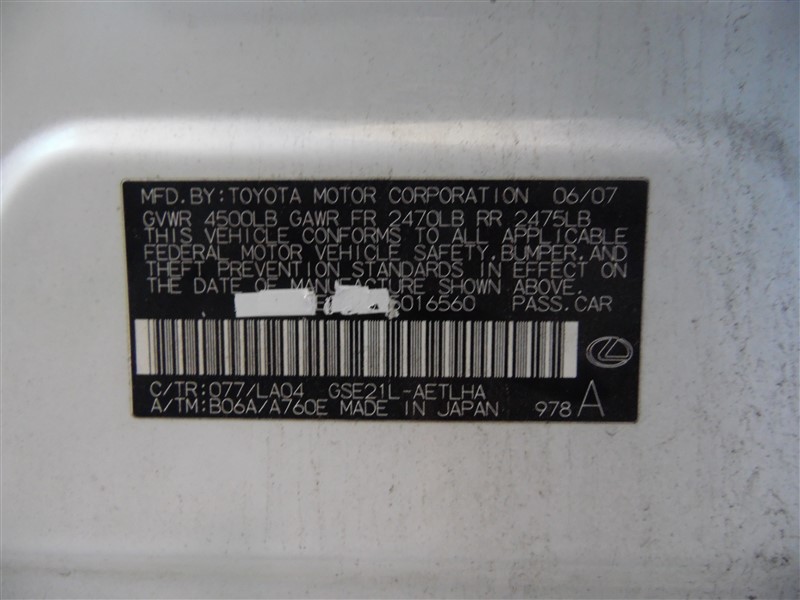 MFD.BY:TOYOTA MOTOR CORPORATION 06/07
GVWR 4500LB GAWR FR 2470LB RR 2475LB
THIS VEHICLE CONFORMS TO ALL APPLICABLE
FEDERAL MOTOR VEHICLE SAFETY, BUMPER, AND
THEFT PREVENTION STANDARDS IN EFFECT ON
THE DATE OF MANUFACTURE SHOWN ABOVE.
5016560 PASS.CAR
C/TR:077/LA04 GSE21L-AETLHA
A/TM:B06A/A760E MADE IN JAPAN 978 A